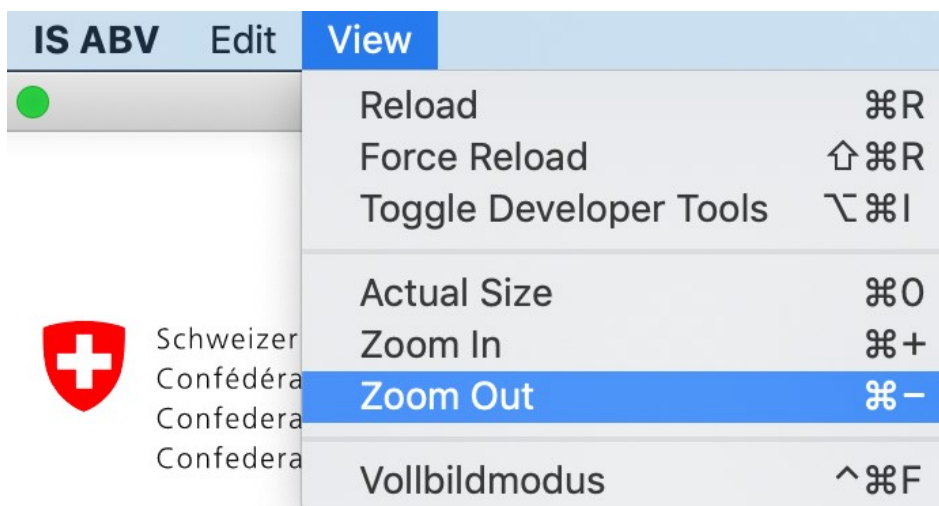 IS ABV Edit View
Reload ⌘R
Force Reload ⇧⌘R
Toggle Developer Tools ⌥⌘I
Actual Size ⌘0
Zoom In ⌘+
Zoom Out ⌘−
Vollbildmodus ^⌘F
Schweizer
Confédéra
Confedera
Confedera